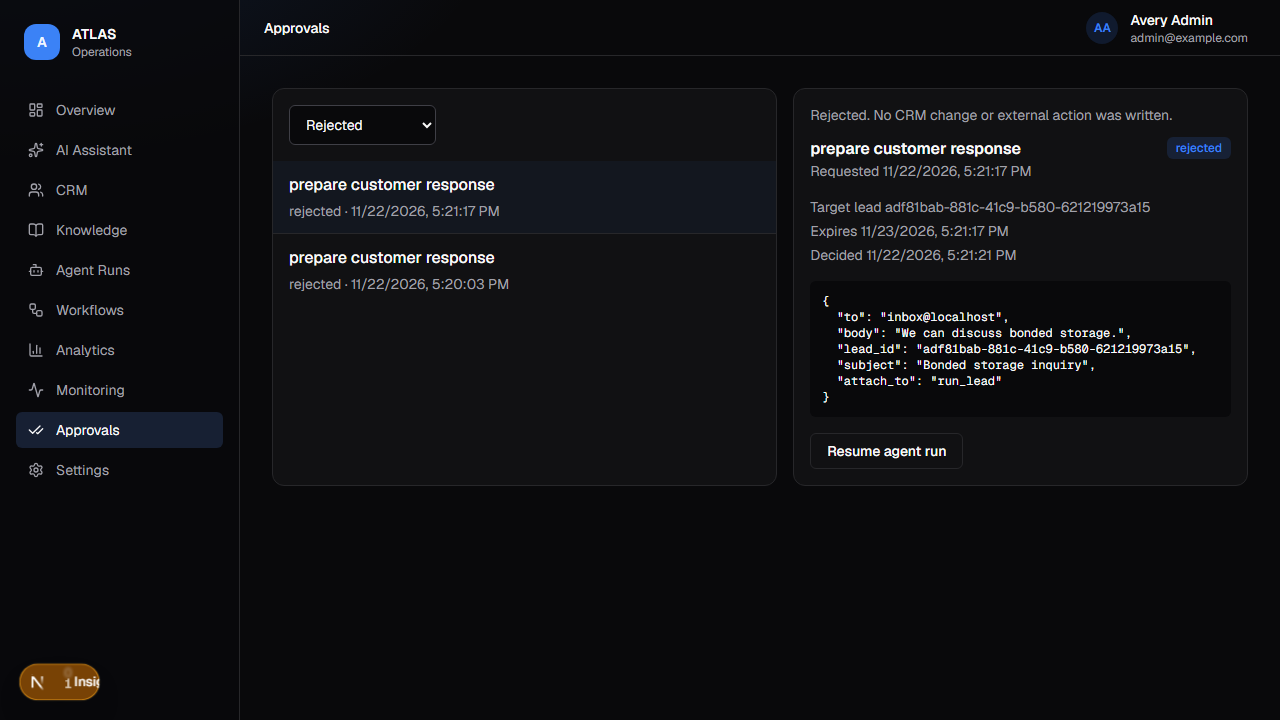 A
ATLAS
Operations
Overview
AI Assistant
CRM
Knowledge
Agent Runs
Workflows
Analytics
Monitoring
Approvals
Settings
Approvals
AA
Avery Admin
admin@example.com
Rejected
prepare customer response
rejected · 11/22/2026, 5:21:17 PM
prepare customer response
rejected · 11/22/2026, 5:20:03 PM
Rejected. No CRM change or external action was written.
prepare customer response
rejected
Requested 11/22/2026, 5:21:17 PM
Target lead adf81bab-881c-41c9-b580-621219973a15
Expires 11/23/2026, 5:21:17 PM
Decided 11/22/2026, 5:21:21 PM
{
"to": "inbox@localhost",
"body": "We can discuss bonded storage.",
"lead_id": "adf81bab-881c-41c9-b580-621219973a15",
"subject": "Bonded storage inquiry",
"attach_to": "run_lead"
}
Resume agent run
N
1